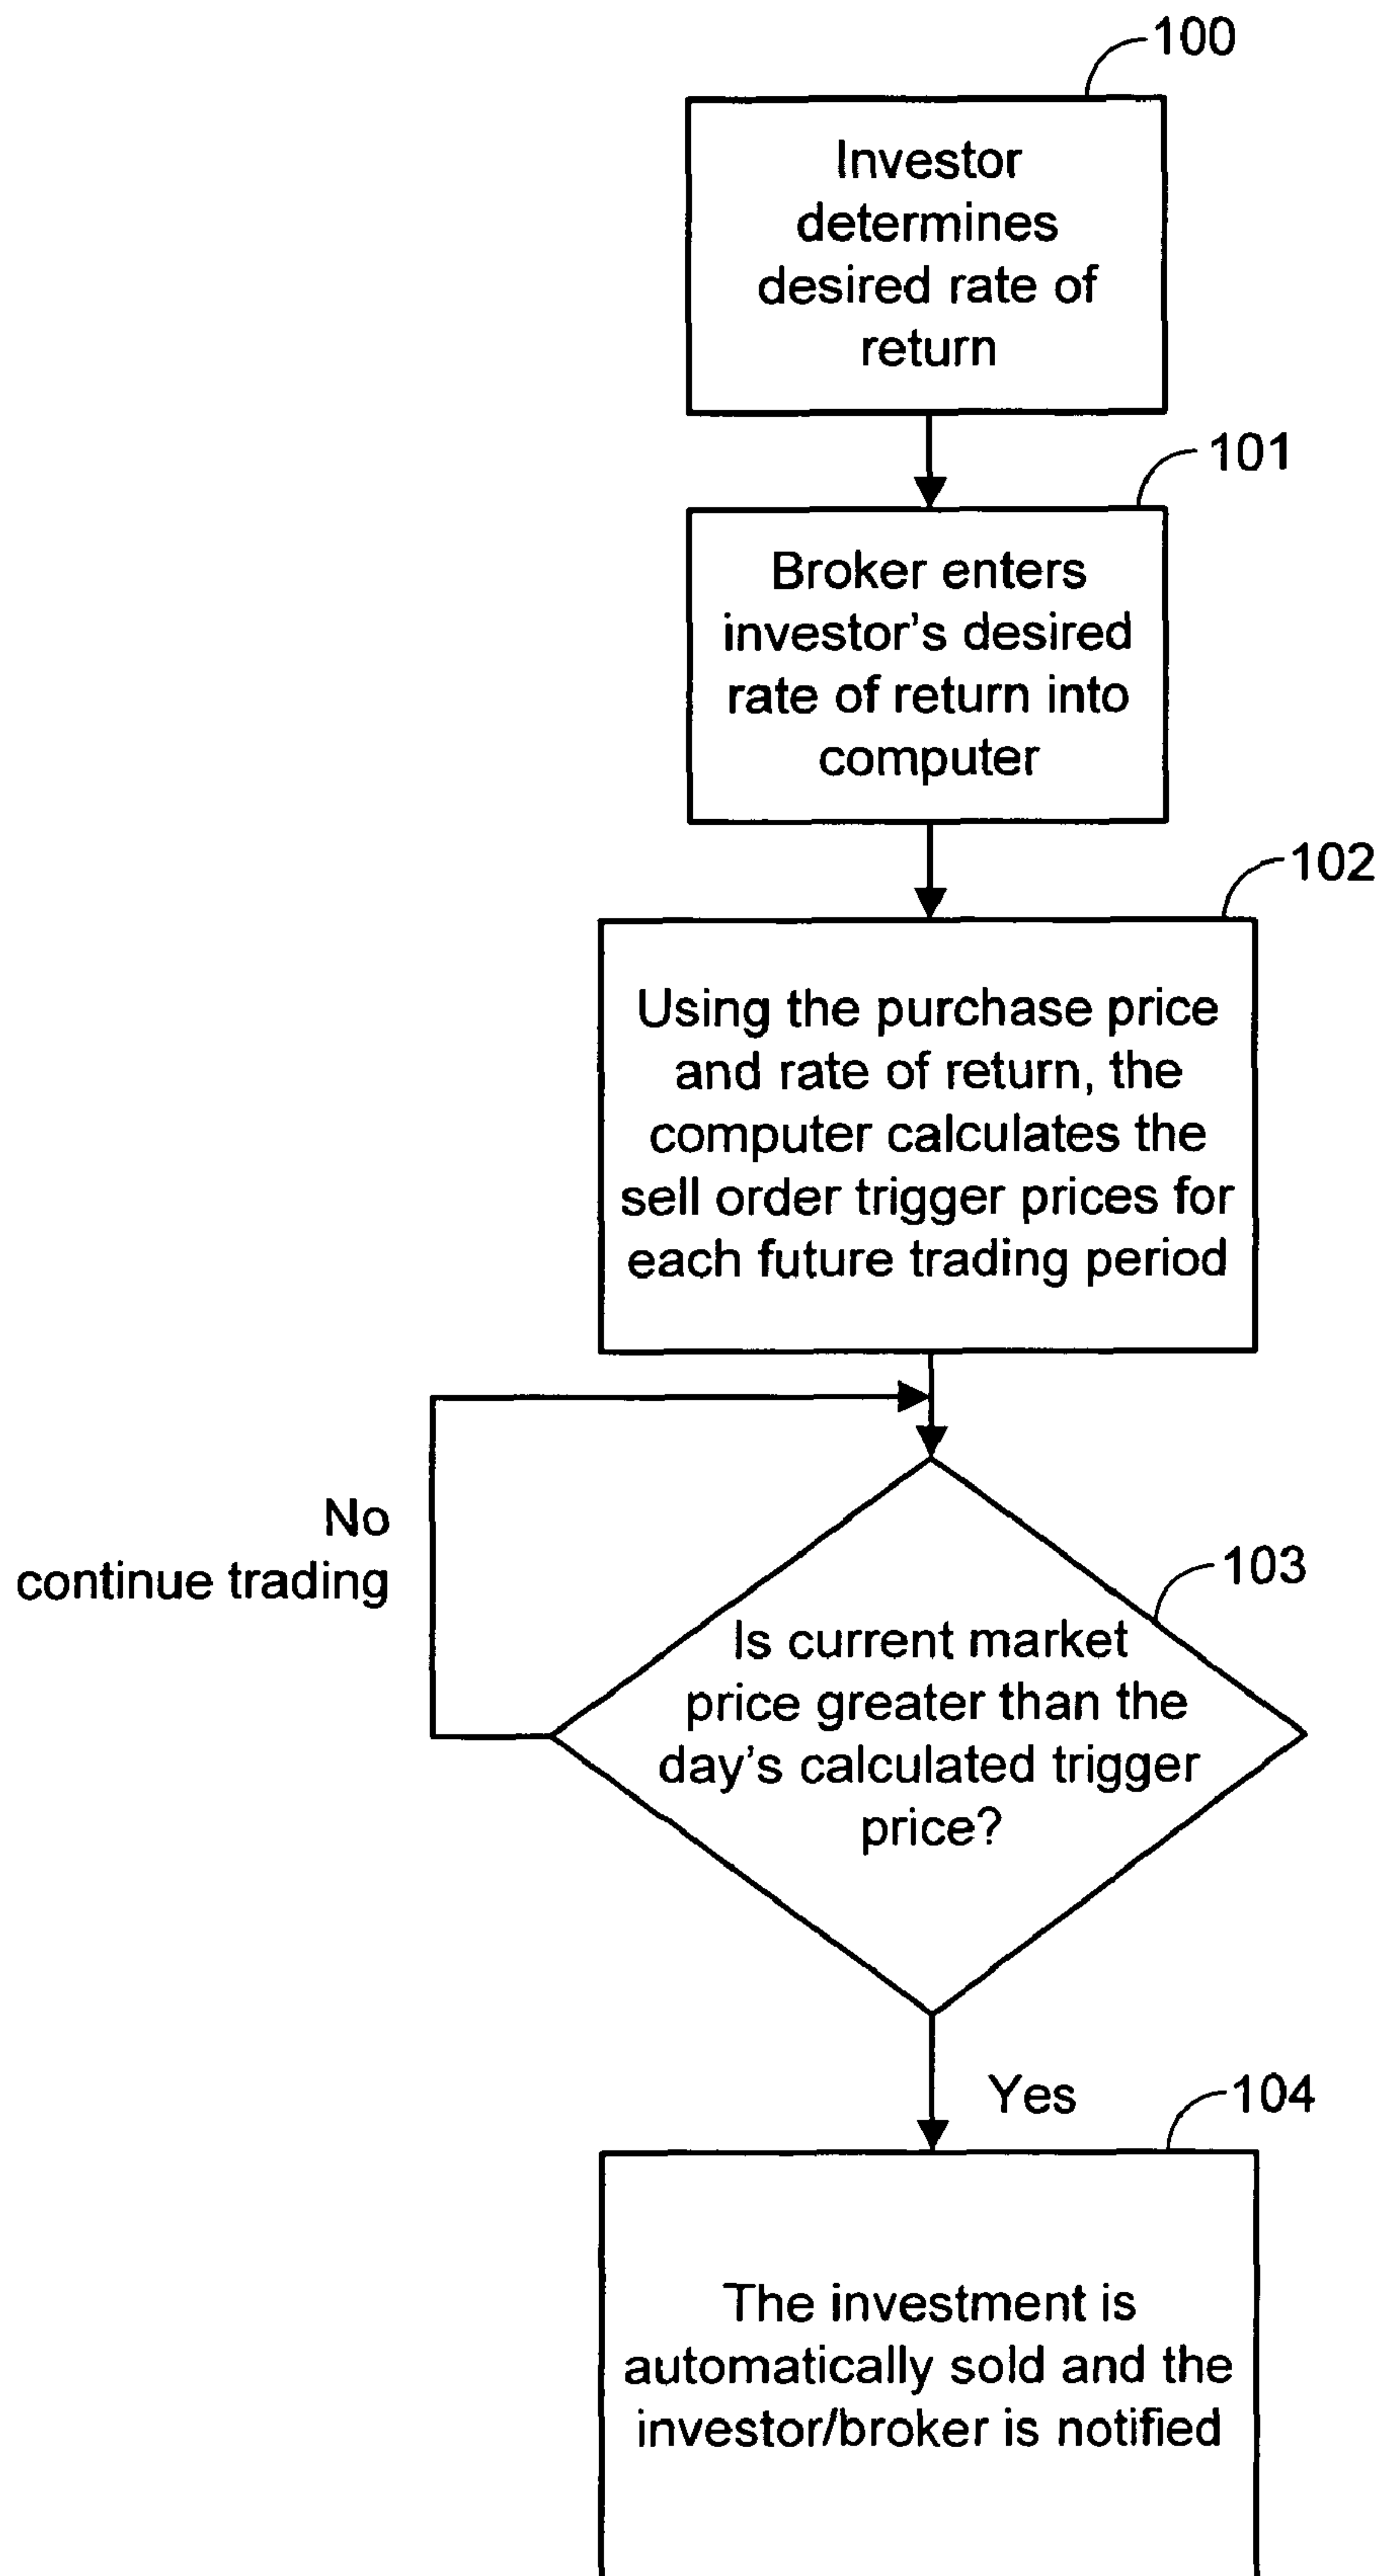 100
Investor
determines
desired rate of
return
101
Broker enters
investor's desired
rate of return into
computer
102
Using the purchase price
and rate of return, the
computer calculates the
sell order trigger prices for
each future trading period
No
continue trading
103
Is current market
price greater than the
day's calculated trigger
price?
Yes
104
The investment is
automatically sold and the
investor/broker is notified